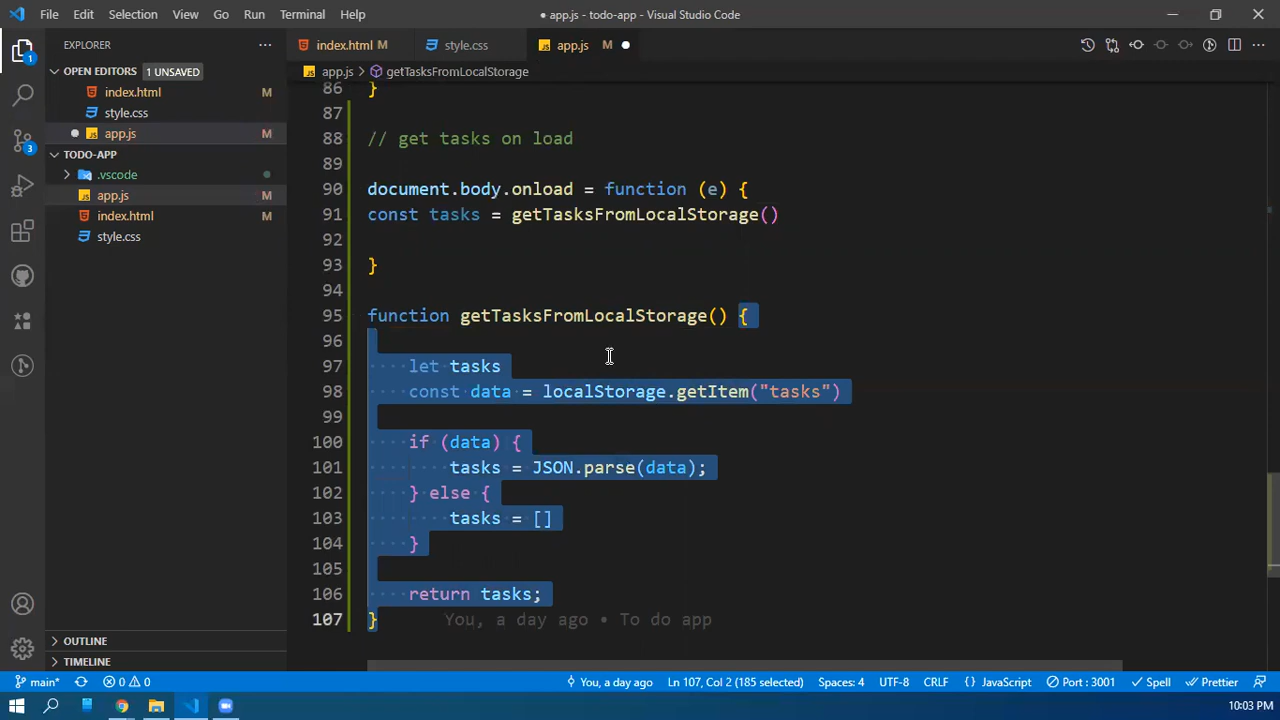 File Edit Selection View Go Run Terminal Help
● app.js - todo-app - Visual Studio Code
EXPLORER
index.html M
style.css
app.js M
1
OPEN EDITORS 1 UNSAVED
app.js > getTasksFromLocalStorage
index.html M
style.css
app.js M
TODO-APP
.vscode
app.js M
index.html M
style.css
3
OUTLINE
TIMELINE
86 }
87
88 // get tasks on load
89
90 document.body.onload = function (e) {
91 const tasks = getTasksFromLocalStorage()
92
93 }
94
95 function getTasksFromLocalStorage() {
96
97 let tasks
98 const data = localStorage.getItem("tasks")
99
100 if (data) {
101 tasks = JSON.parse(data);
102 } else {
103 tasks = []
104 }
105
106 return tasks;
107 } You, a day ago • To do app
main* 0 0 You, a day ago Ln 107, Col 2 (185 selected) Spaces: 4 UTF-8 CRLF {} JavaScript Port : 3001 Spell Prettier
10:03 PM